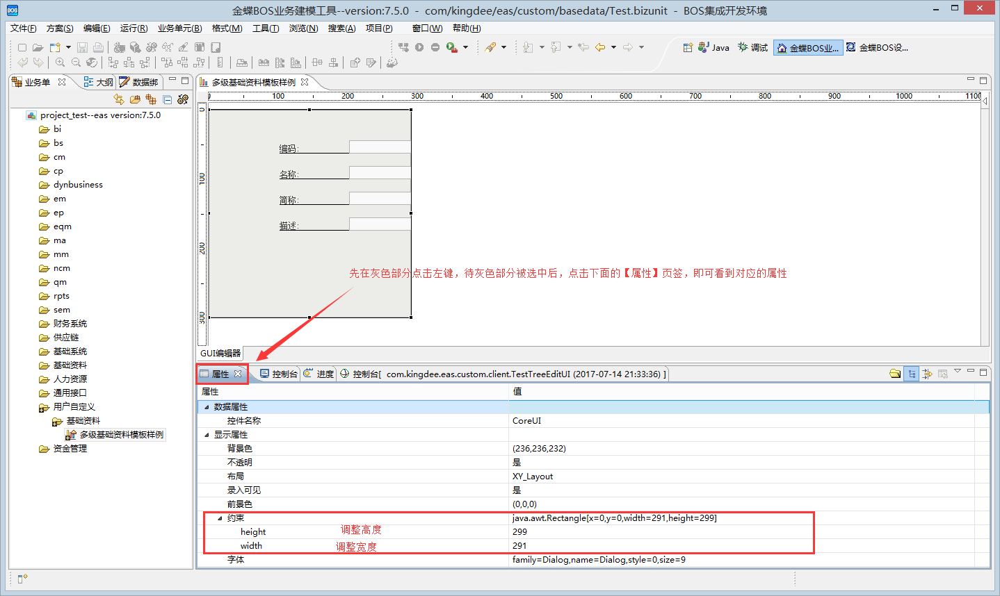 BOS
金蝶BOS业务建模工具--version:7.5.0 - com/kingdee/eas/custom/basedata/Test.bizunit - BOS集成开发环境
文件(F) 方案(S) 编辑(E) 运行(R) 业务单元(B) 格式(M) 工具(T) 浏览(N) 搜索(A) 项目(P) 窗口(W) 帮助(H)
Java 调试 金蝶BOS业... 金蝶BOS设...
业务单 大纲 数据绑
多级基础资料模板样例
0 100 200 300 400 500 600 700 800 900 1000 1100
project_test--eas version:7.5.0
bi
bs
cm
cp
dynbusiness
em
ep
eqm
ma
mm
ncm
qm
rpts
sem
财务系统
供应链
基础系统
基础资料
人力资源
通用接口
用户自定义
基础资料
多级基础资料模板样例
资金管理
0
100
200
300
编码:
名称:
简称:
描述:
先在灰色部分点击左键，待灰色部分被选中后，点击下面的【属性】页签，即可看到对应的属性
GUI编辑器
属性 控制台 进度 控制台[ com.kingdee.eas.custom.client.TestTreeEditUI (2017-07-14 21:33:36) ]
属性 值
数据属性
控件名称 CoreUI
显示属性
背景色 (236,236,232)
不透明 是
布局 XY_Layout
录入可见 是
前景色 (0,0,0)
约束 java.awt.Rectangle[x=0,y=0,width=291,height=299]
height 调整高度 299
width 调整宽度 291
字体 family=Dialog,name=Dialog,style=0,size=9